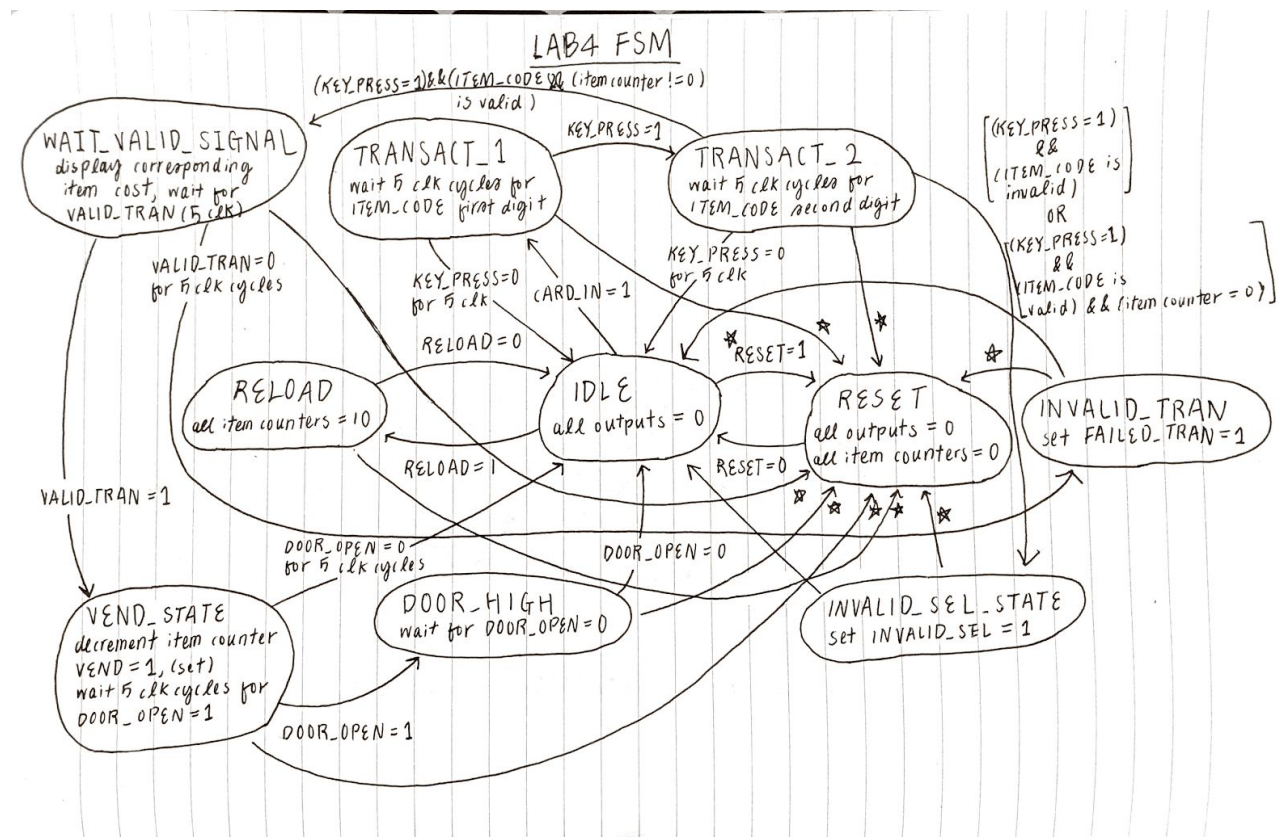 LAB4 FSM
(KEY_PRESS=1)&&(ITEM_CODE && (item counter !=0)
is valid)
WAIT_VALID_SIGNAL
display corresponding
item cost, wait for
VALID_TRAN (5 clk)
TRANSACT_1
wait 5 clk cycles for
ITEM_CODE first digit
KEY_PRESS=1
TRANSACT_2
wait 5 clk cycles for
ITEM_CODE second digit
[(KEY_PRESS=1)
&&
(ITEM_CODE is
invalid)]
OR
[(KEY_PRESS=1)
&&
(ITEM_CODE is
valid) && (item counter = 0)]
VALID_TRAN=0
for 5 clk cycles
KEY_PRESS=0
for 5 clk
CARD_IN=1
KEY_PRESS=0
for 5 clk
RELOAD=0
RESET=1
RELOAD
all item counters = 10
IDLE
all outputs = 0
RESET
all outputs = 0
all item counters = 0
INVALID_TRAN
set FAILED_TRAN=1
RELOAD=1
RESET=0
VALID_TRAN=1
DOOR_OPEN=0
for 5 clk cycles
DOOR_OPEN=0
VEND_STATE
decrement item counter
VEND=1, (set)
wait 5 clk cycles for
DOOR_OPEN=1
DOOR_HIGH
wait for DOOR_OPEN=0
INVALID_SEL_STATE
set INVALID_SEL=1
DOOR_OPEN=1